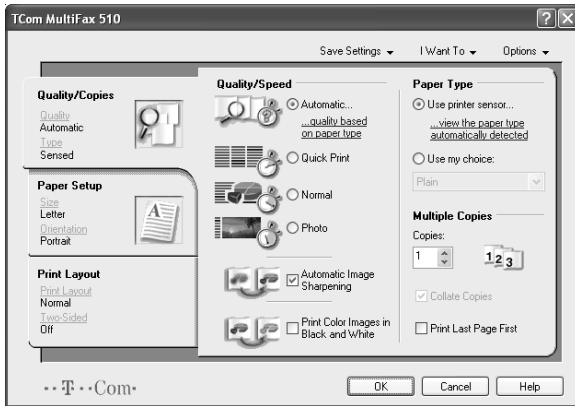 TCom MultiFax 510
Save Settings
I Want To
Options
Quality/Copies
Quality
Automatic
Type
Sensed
Paper Setup
Size
Letter
Orientation
Portrait
Print Layout
Print Layout
Normal
Two-Sided
Off
Quality/Speed
Automatic...
...quality based
on paper type
Quick Print
Normal
Photo
Automatic Image
Sharpening
Print Color Images in
Black and White
Paper Type
Use printer sensor...
...view the paper type
automatically detected
Use my choice:
Plain
Multiple Copies
Copies:
1
1 2 3
Collate Copies
Print Last Page First
·· T ··Com·
OK
Cancel
Help